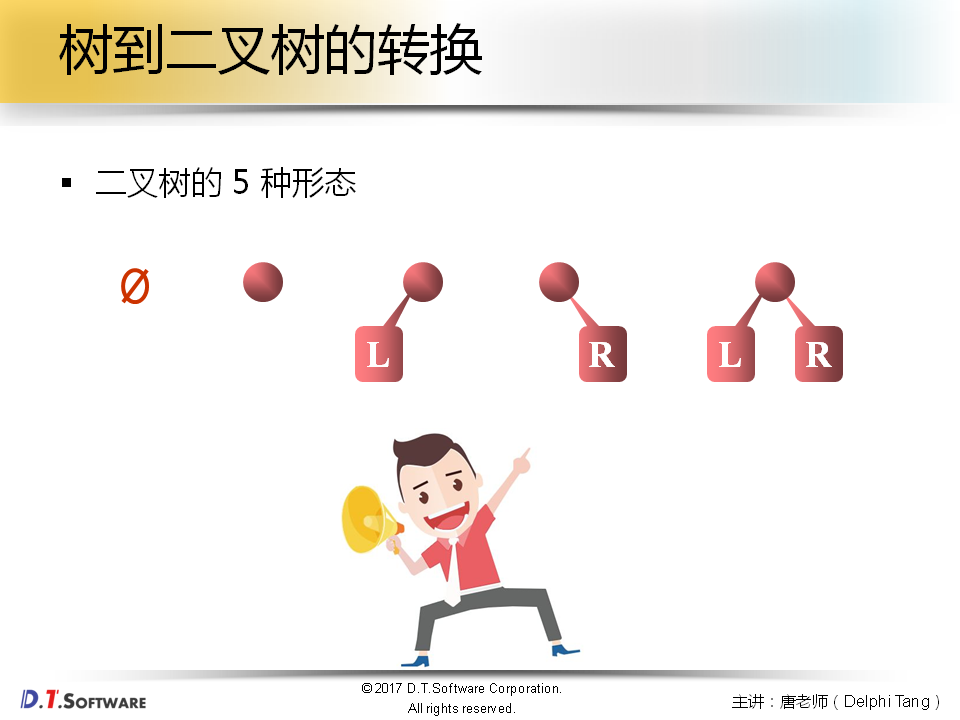 树到二叉树的转换
▪ 二叉树的 5 种形态
Ø
L R L R
©2017 D.T.Software Corporation.
All rights reserved.
D.T.SOFTWARE
主讲：唐老师（Delphi Tang）